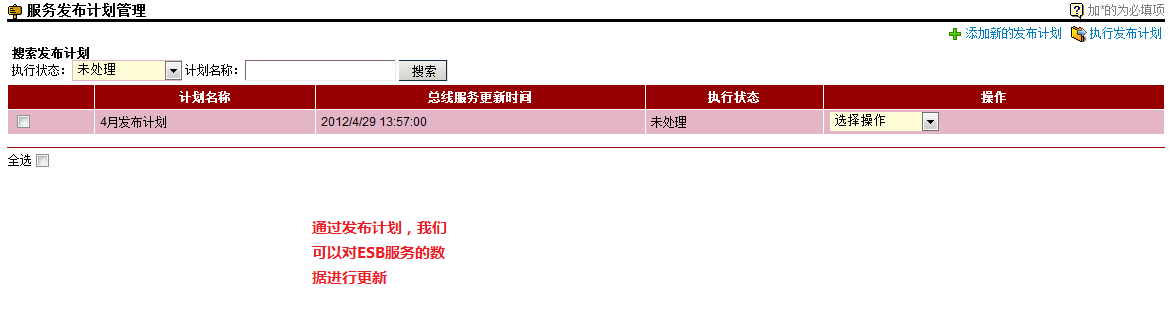 服务发布计划管理
加*的为必填项
添加新的发布计划 执行发布计划
搜索发布计划
执行状态: 未处理 计划名称: 搜索
计划名称 总线服务更新时间 执行状态 操作
4月发布计划 2012/4/29 13:57:00 未处理 选择操作
全选
通过发布计划，我们
可以对ESB服务的数
据进行更新